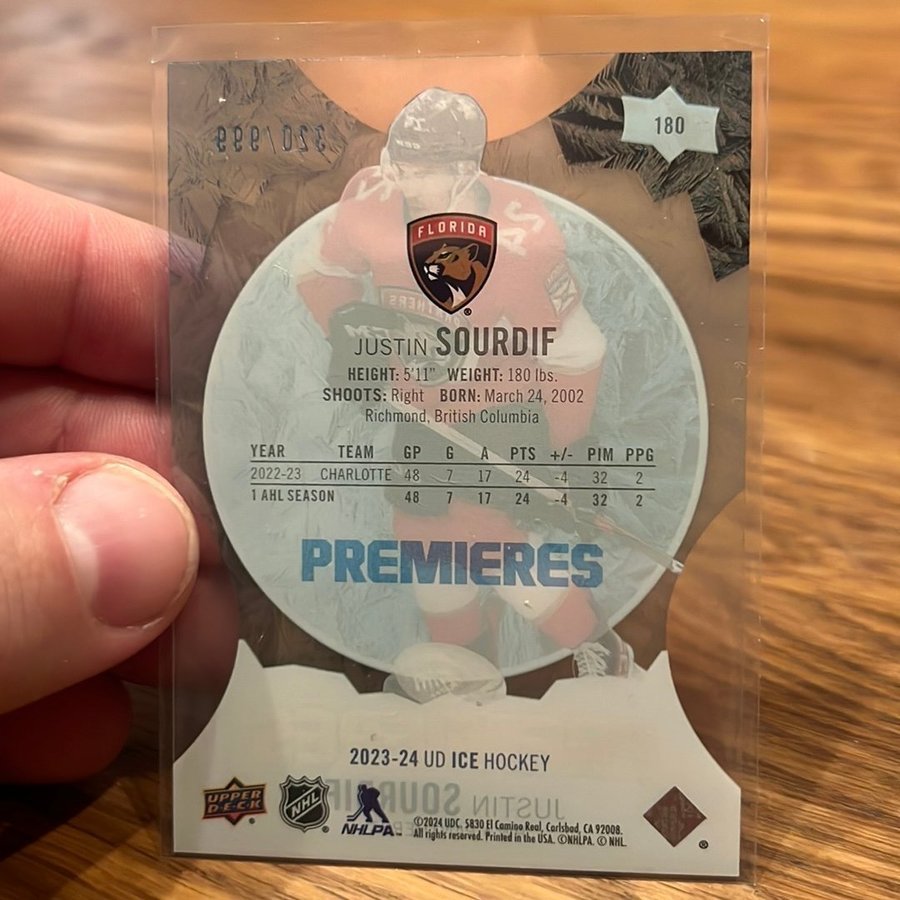 180
320/999
FLORIDA
JUSTIN SOURDIF
HEIGHT: 5'11" WEIGHT: 180 lbs.
SHOOTS: Right BORN: March 24, 2002
Richmond, British Columbia
YEAR TEAM GP G A PTS +/- PIM PPG
2022-23 CHARLOTTE 48 7 17 24 -4 32 2
1 AHL SEASON 48 7 17 24 -4 32 2
PREMIERES
2023-24 UD ICE HOCKEY
JUSTIN SOURDIF
UPPER DECK
NHL
NHLPA
©2024 UDC. 5830 El Camino Real, Carlsbad, CA 92008.
All rights reserved. Printed in the USA. ©NHLPA. © NHL.